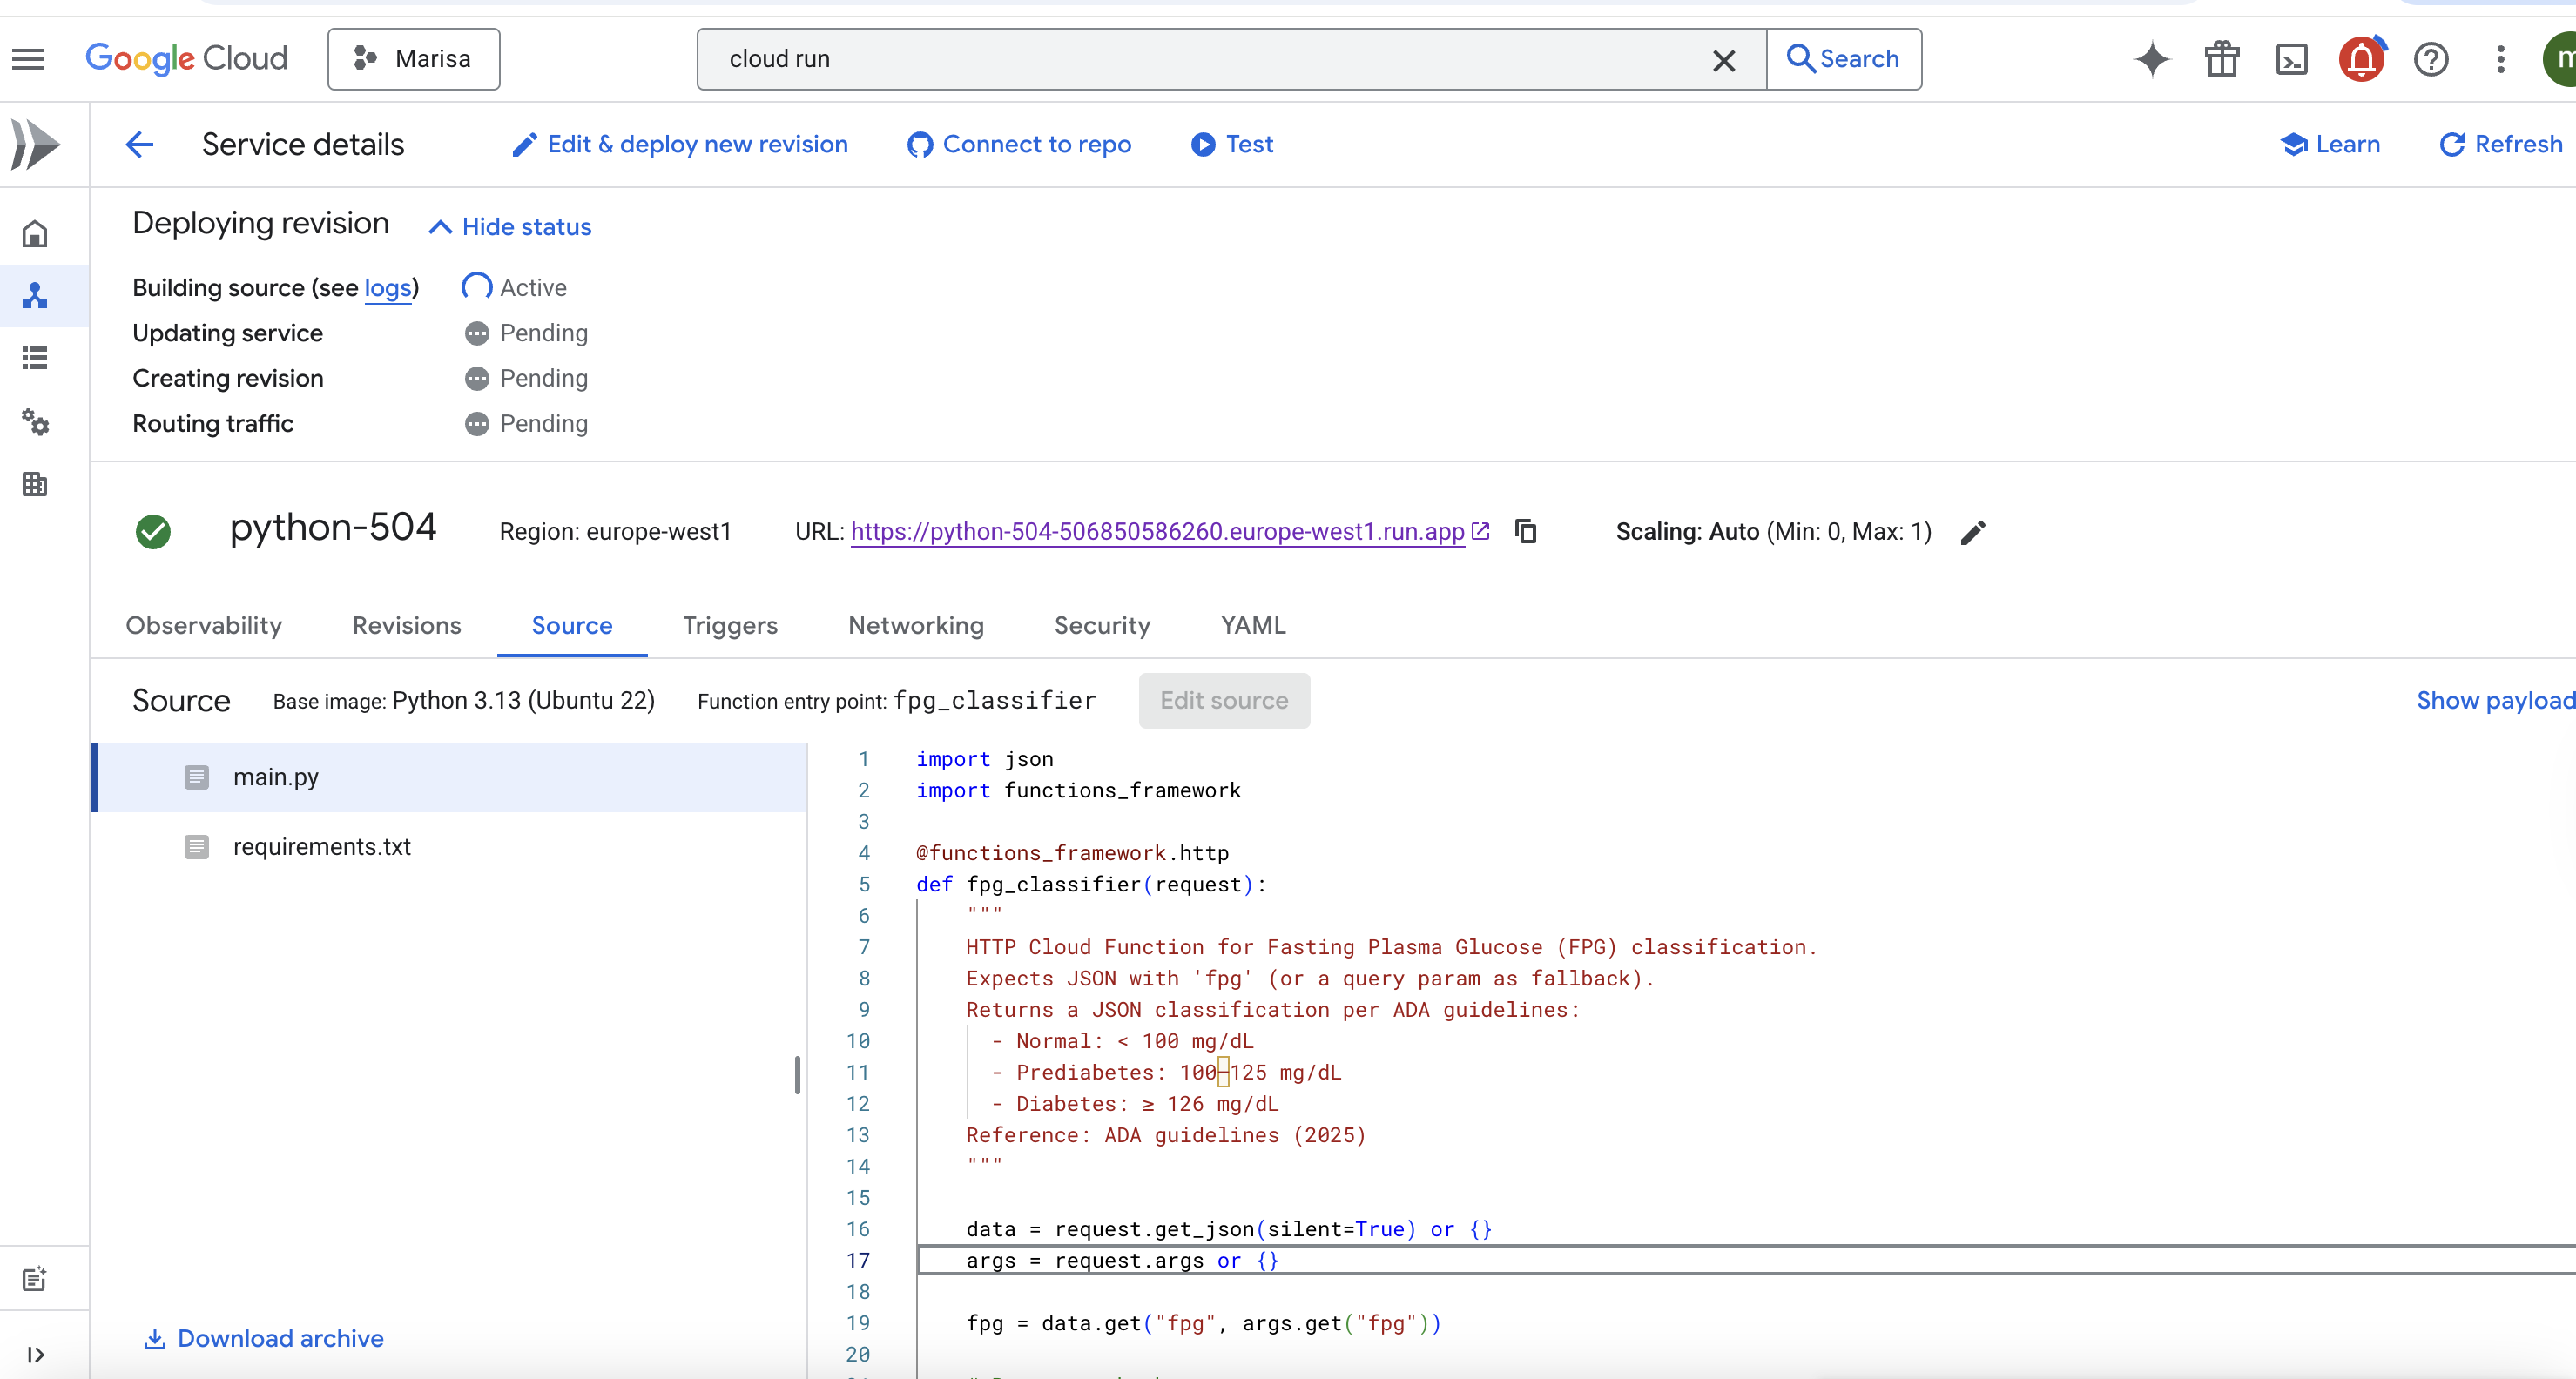 Google Cloud
Marisa
cloud run
Search
Service details
Edit & deploy new revision
Connect to repo
Test
Learn
Refresh
Deploying revision
Hide status
Building source (see logs)
Active
Updating service
Pending
Creating revision
Pending
Routing traffic
Pending
python-504
Region: europe-west1
URL: https://python-504-506850586260.europe-west1.run.app
Scaling: Auto (Min: 0, Max: 1)
Observability
Revisions
Source
Triggers
Networking
Security
YAML
Source
Base image: Python 3.13 (Ubuntu 22)
Function entry point: fpg_classifier
Edit source
Show payload
main.py
requirements.txt
Download archive
1 import json
2 import functions_framework
3
4 @functions_framework.http
5 def fpg_classifier(request):
6 """
7 HTTP Cloud Function for Fasting Plasma Glucose (FPG) classification.
8 Expects JSON with 'fpg' (or a query param as fallback).
9 Returns a JSON classification per ADA guidelines:
10 - Normal: < 100 mg/dL
11 - Prediabetes: 100–125 mg/dL
12 - Diabetes: ≥ 126 mg/dL
13 Reference: ADA guidelines (2025)
14 """
15
16 data = request.get_json(silent=True) or {}
17 args = request.args or {}
18
19 fpg = data.get("fpg", args.get("fpg"))
20